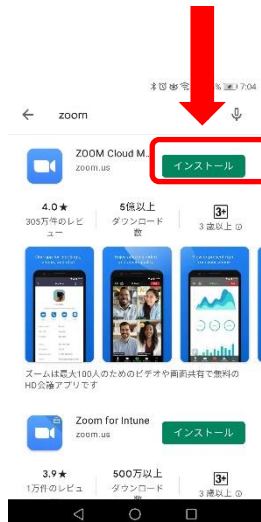 7:04
zoom
ZOOM Cloud M...
zoom.us
インストール
4.0★
305万件のレビ
ュー
5億以上
ダウンロード
数
3+
3 歳以上
ズームは最大100人のためのビデオや画面共有で無料の
HD会議アプリです
Zoom for Intune
zoom.us
インストール
3.9★
1万件のレビュ
500万以上
ダウンロード
3+
3 歳以上